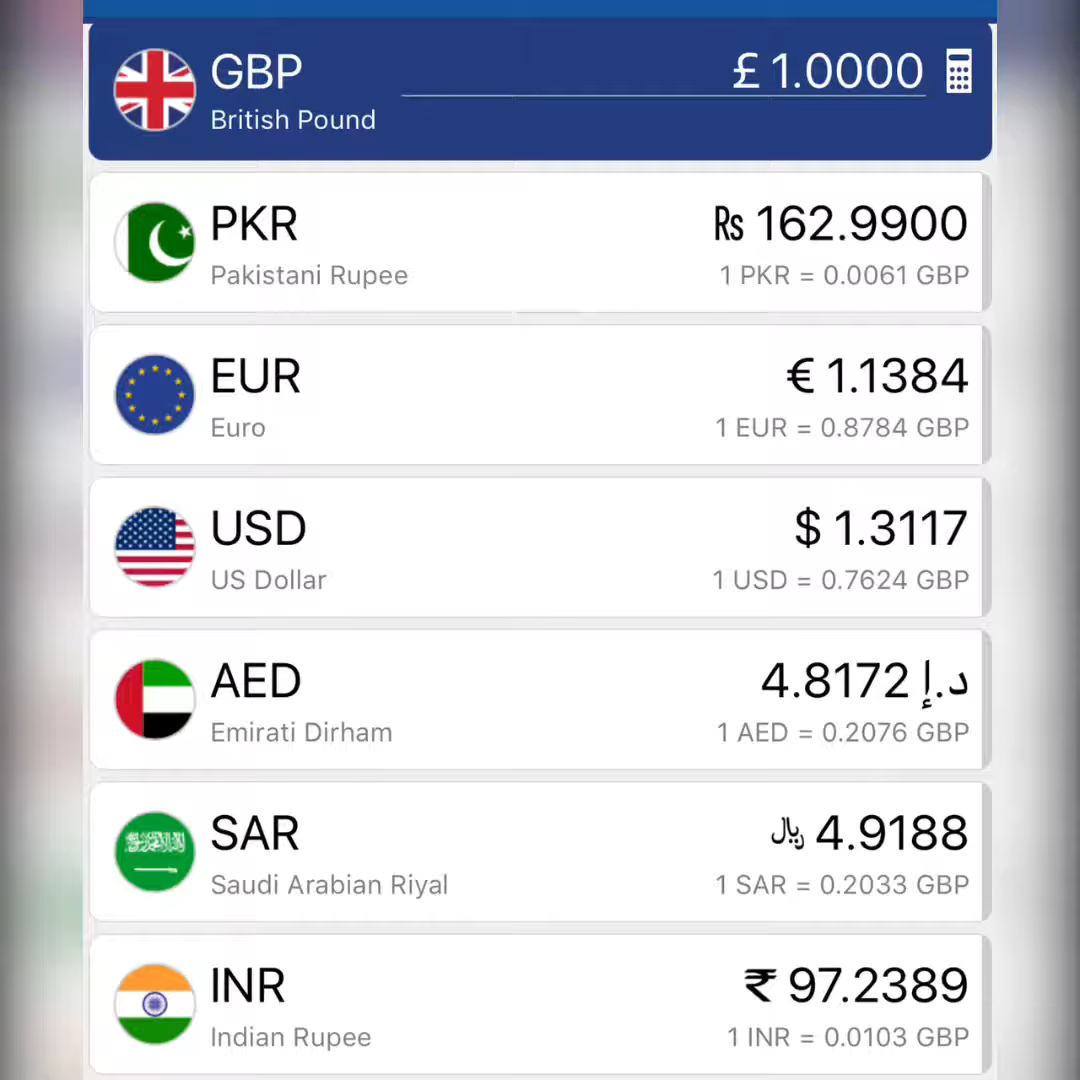 GBP £ 1.0000
British Pound
PKR ₨ 162.9900
Pakistani Rupee 1 PKR = 0.0061 GBP
EUR € 1.1384
Euro 1 EUR = 0.8784 GBP
USD $ 1.3117
US Dollar 1 USD = 0.7624 GBP
AED 4.8172 د.إ
Emirati Dirham 1 AED = 0.2076 GBP
SAR ﷼ 4.9188
Saudi Arabian Riyal 1 SAR = 0.2033 GBP
INR ₹ 97.2389
Indian Rupee 1 INR = 0.0103 GBP